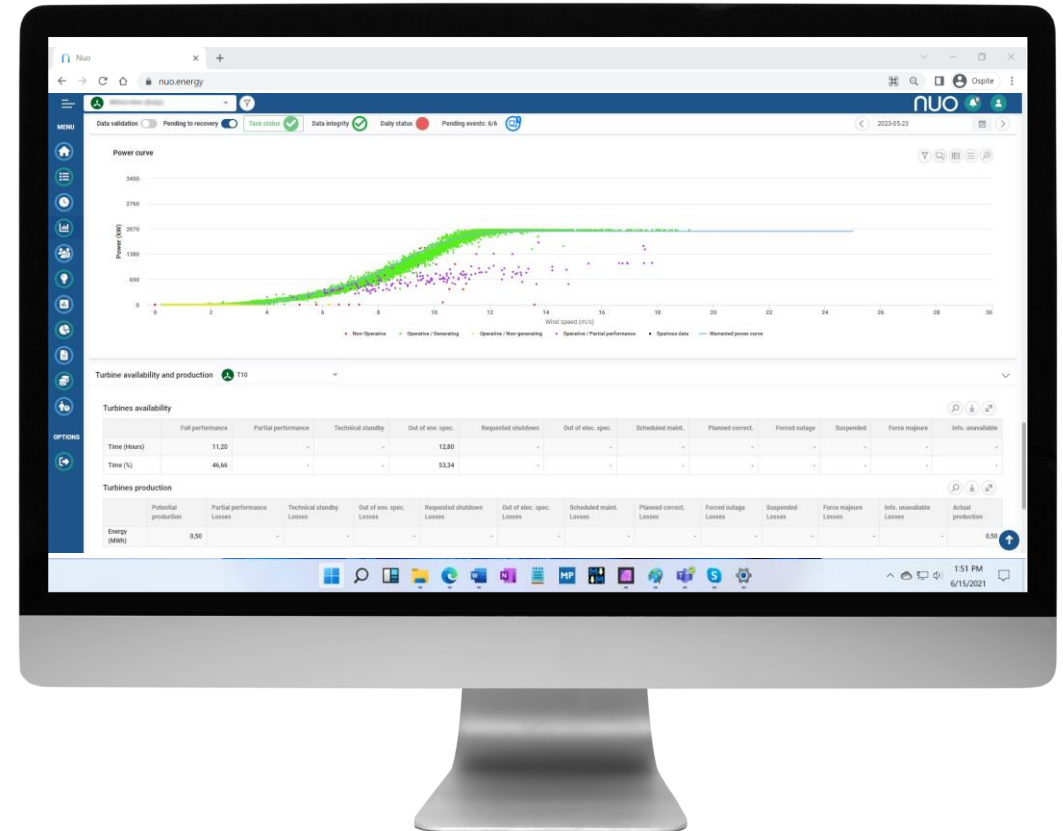 Nuo
nuo.energy
Ospite
nuo
MENU
Data validation
Pending to recovery
Task status
Data integrity
Daily status
Pending events: 6/6
2023-05-23
Power curve
3450
2760
2070
1380
690
0
Power (kW)
0 2 4 6 8 10 12 14 16 18 20 22 24 26 28 30
Wind speed (m/s)
Non-Operative Operative / Generating Operative / Non-generating Operative / Partial performance Spurious data Warranted power curve
Turbine availability and production T10
OPTIONS
Turbines availability
Full performance Partial performance Technical standby Out of env. spec. Requested shutdown Out of elec. spec. Scheduled maint. Planned correct. Forced outage Suspended Force majeure Info. unavailable
Time (Hours) 11,20 - - 12,80 - - - - - - - -
Time (%) 46,66 - - 53,34 - - - - - - - -
Turbines production
Potential production Partial performance Losses Technical standby Losses Out of env. spec. Losses Requested shutdown Losses Out of elec. spec. Losses Scheduled maint. Losses Planned correct. Losses Forced outage Losses Suspended Losses Force majeure Losses Info. unavailable Losses Actual production
Energy (MWh) 0,50 - - - - - - - - - - - 0,50
MP
1:51 PM
6/15/2021